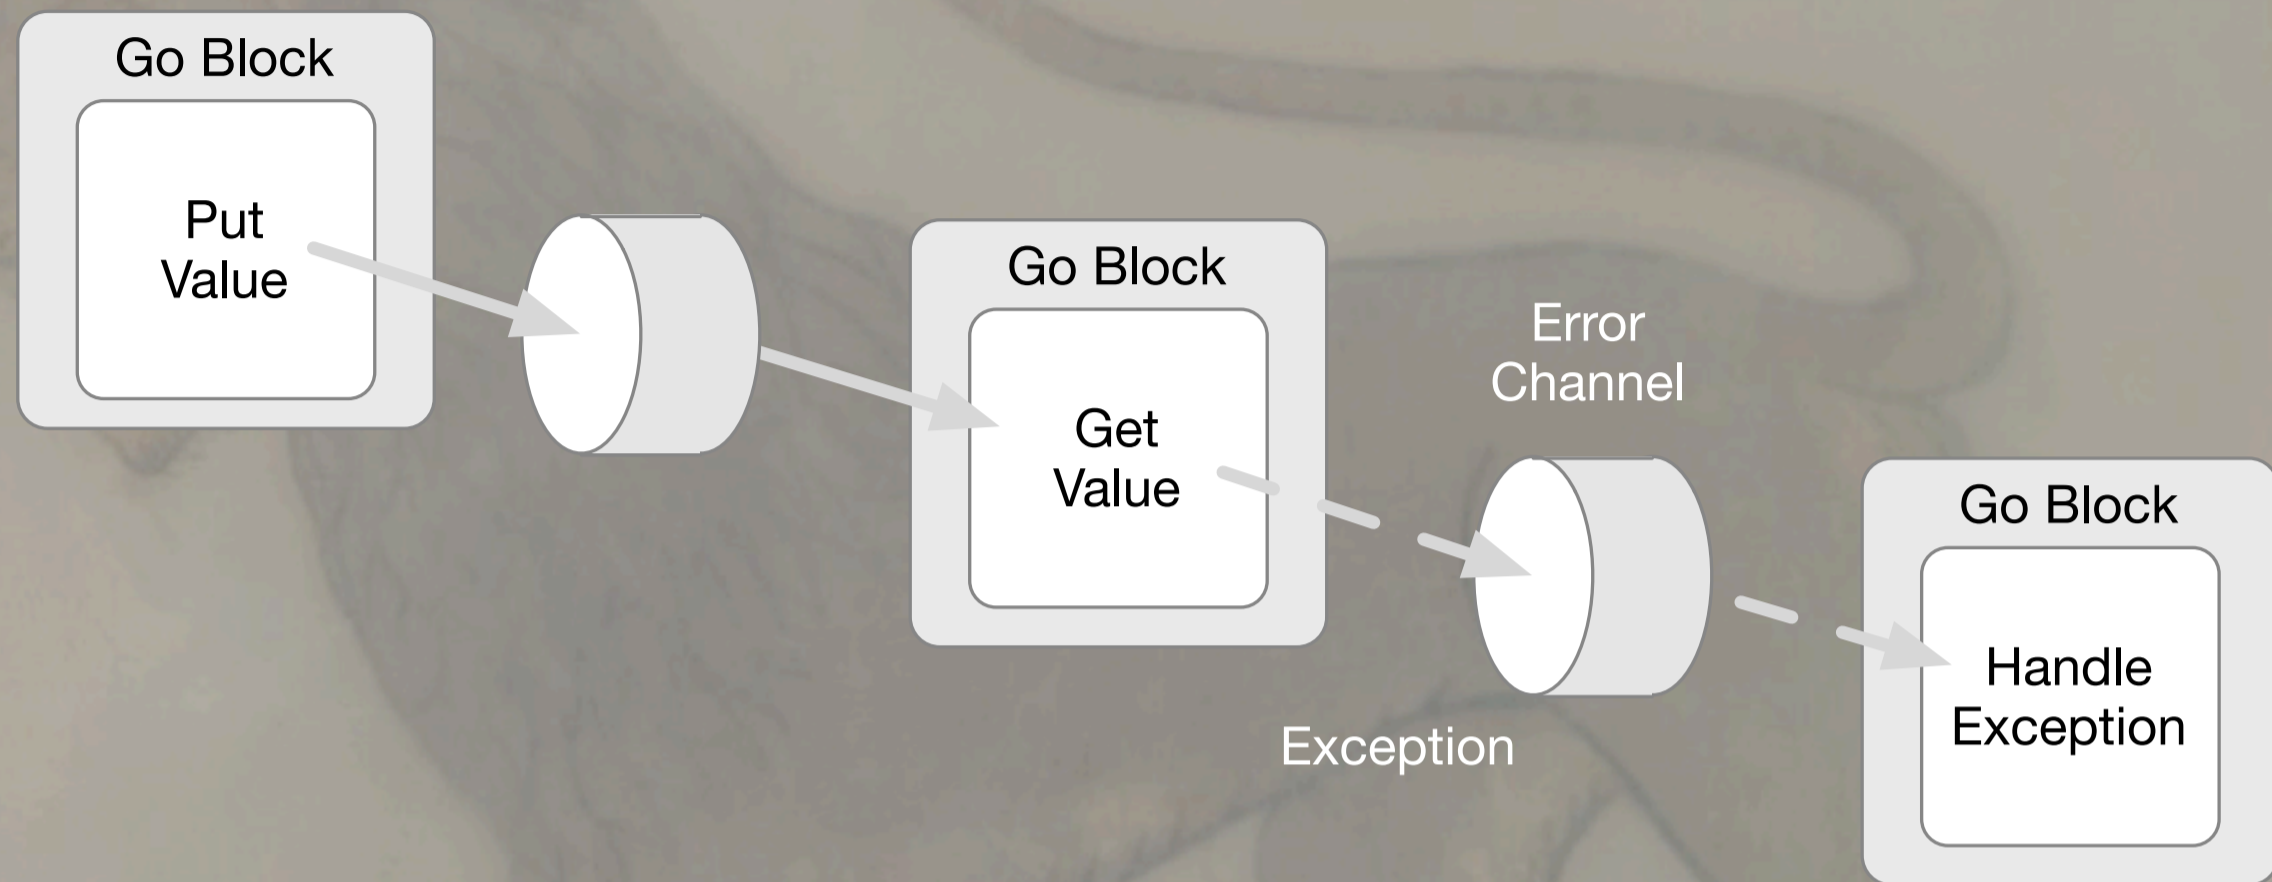 Go Block
Put
Value
Go Block
Get
Value
Error
Channel
Exception
Go Block
Handle
Exception